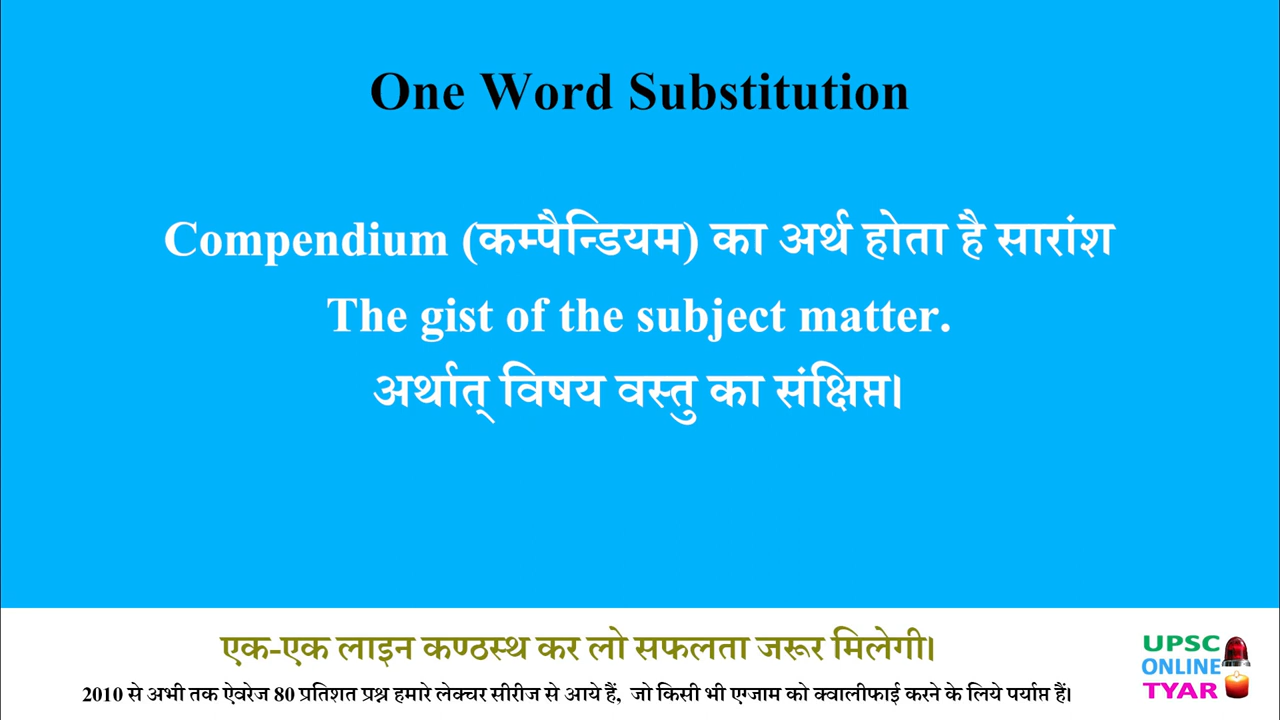 One Word Substitution
Compendium (कम्पैन्डियम) का अर्थ होता है सारांश
The gist of the subject matter.
अर्थात् विषय वस्तु का संक्षिप्त।
एक-एक लाइन कण्ठस्थ कर लो सफलता जरूर मिलेगी।
2010 से अभी तक ऐवरेज 80 प्रतिशत प्रश्न हमारे लेक्चर सीरीज से आये हैं, जो किसी भी एग्जाम को क्वालीफाई करने के लिये पर्याप्त हैं।
UPSC
ONLINE
TYAR